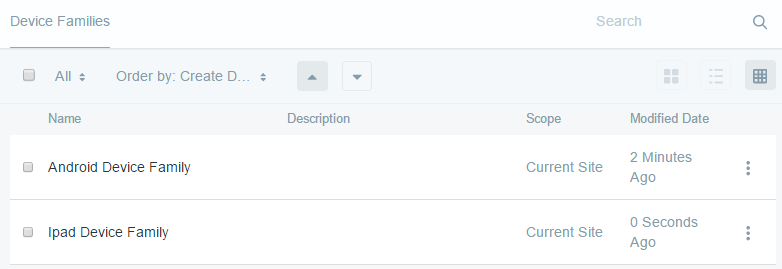 Device Families Search
All Order by: Create D...
Name Description Scope Modified Date
Android Device Family Current Site 2 Minutes
Ago
Ipad Device Family Current Site 0 Seconds
Ago